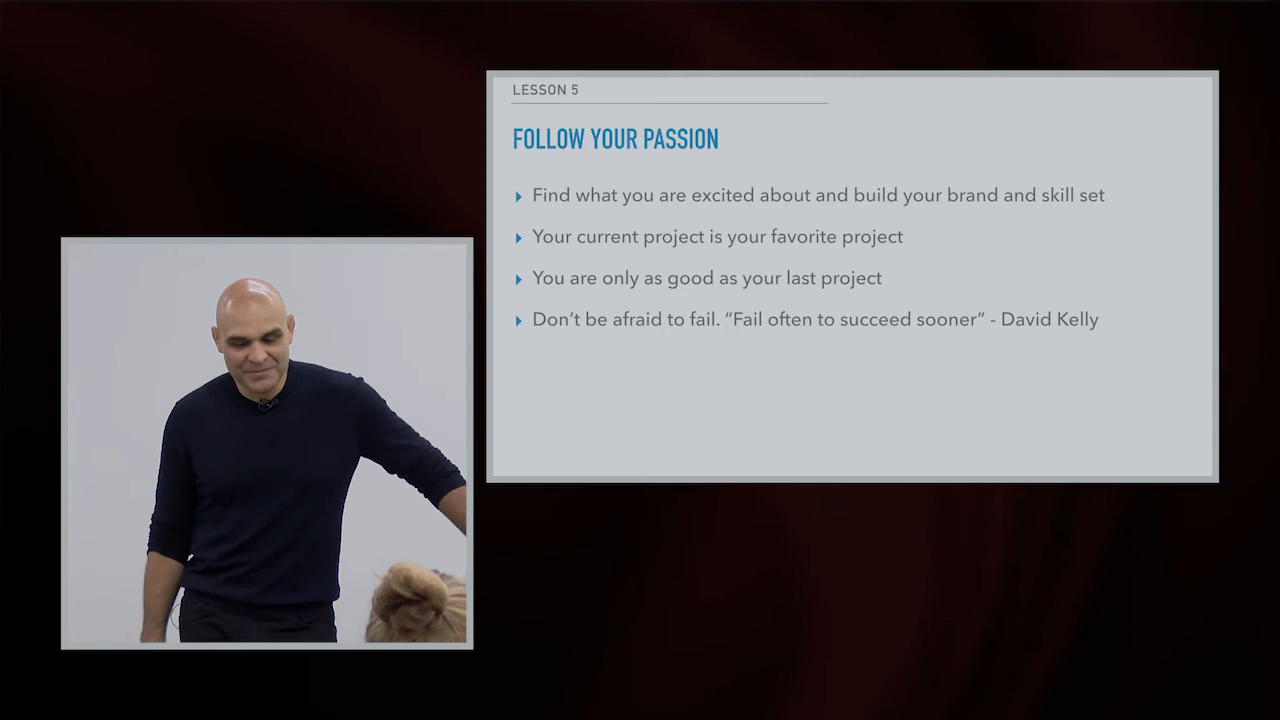 LESSON 5
FOLLOW YOUR PASSION
Find what you are excited about and build your brand and skill set
Your current project is your favorite project
You are only as good as your last project
Don’t be afraid to fail. “Fail often to succeed sooner” - David Kelly